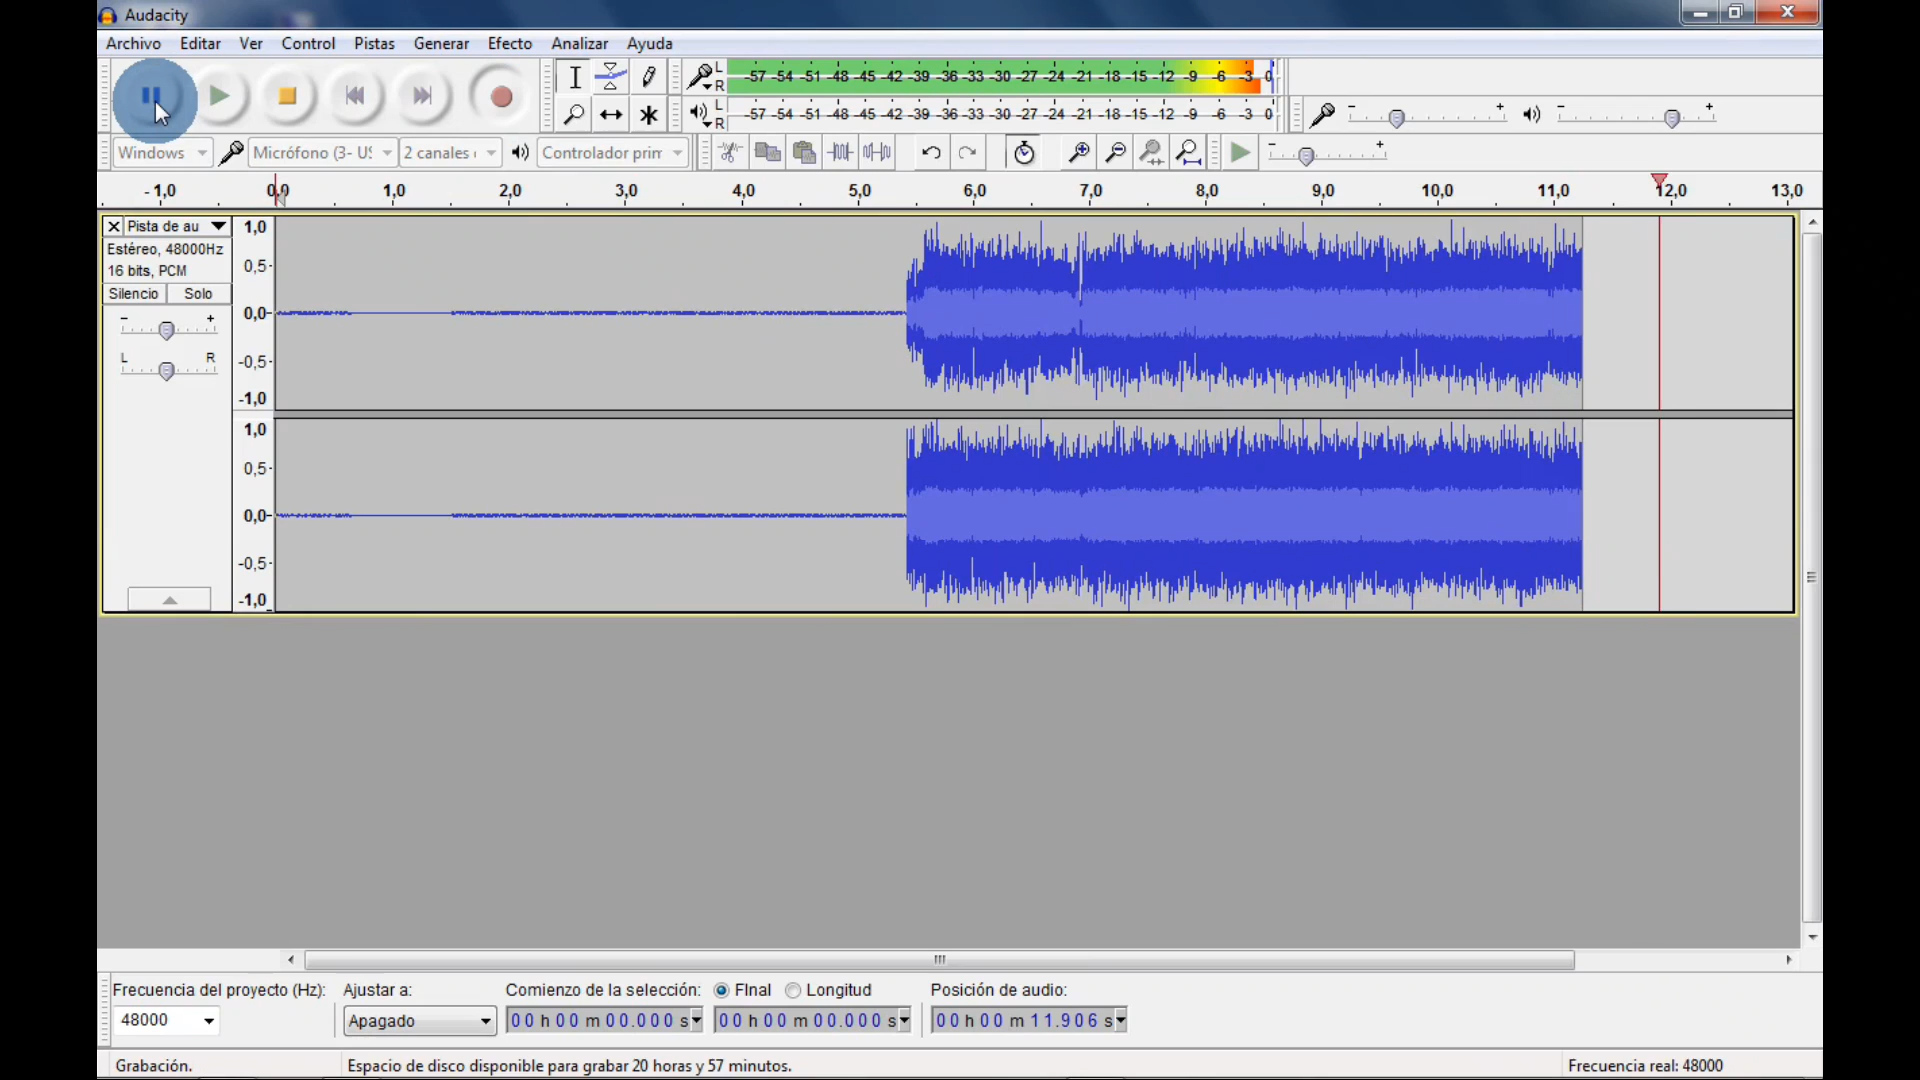 Audacity
Archivo Editar Ver Control Pistas Generar Efecto Analizar Ayuda
L
R
-57 -54 -51 -48 -45 -42 -39 -36 -33 -30 -27 -24 -21 -18 -15 -12 -9 -6 -3 0
L
R
-57 -54 -51 -48 -45 -42 -39 -36 -33 -30 -27 -24 -21 -18 -15 -12 -9 -6 -3 0
- + - +
Windows Micrófono (3- US 2 canales ( Controlador prim - +
- 1,0 0,0 1,0 2,0 3,0 4,0 5,0 6,0 7,0 8,0 9,0 10,0 11,0 12,0 13,0
Pista de au
Estéreo, 48000Hz
16 bits, PCM
Silencio Solo
- +
L R
1,0
0,5-
0,0-
-0,5-
-1,0
1,0
0,5-
0,0-
-0,5-
-1,0
Frecuencia del proyecto (Hz): Ajustar a: Comienzo de la selección: FInal Longitud Posición de audio:
48000 Apagado 00 h 00 m 00.000 s 00 h 00 m 00.000 s 00 h 00 m 11.906 s
Grabación. Espacio de disco disponible para grabar 20 horas y 57 minutos. Frecuencia real: 48000